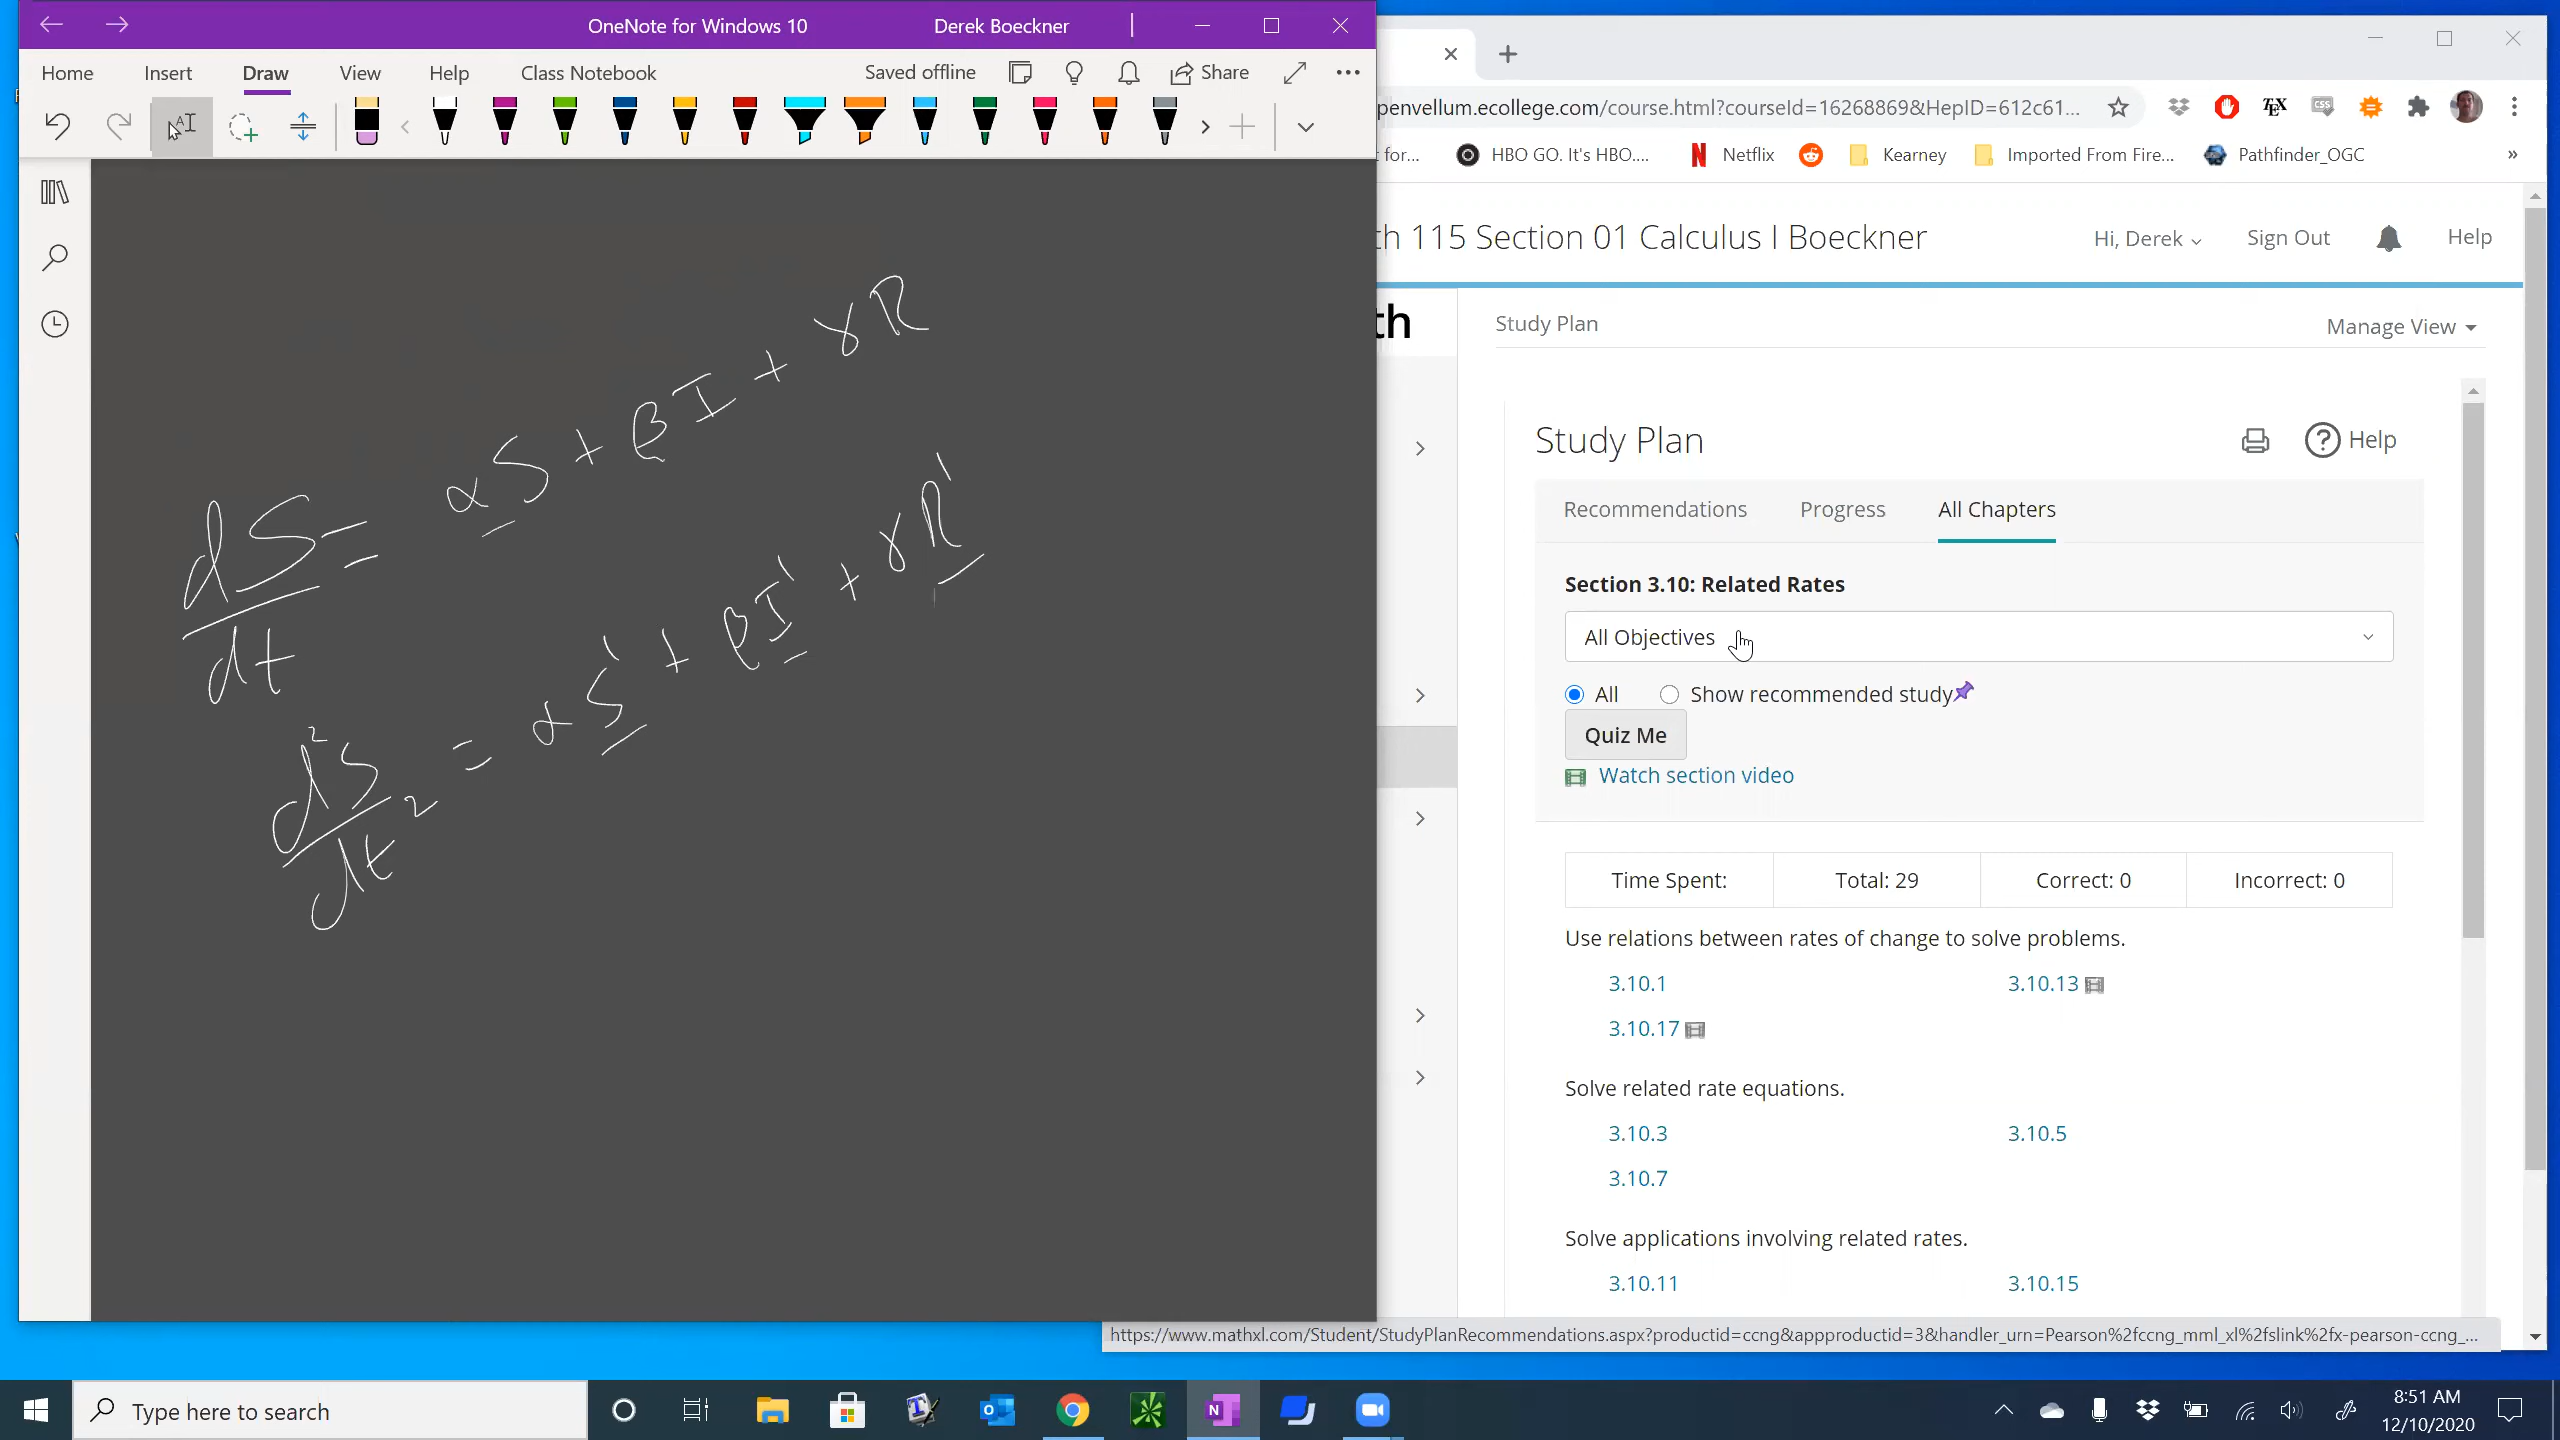 OneNote for Windows 10
Derek Boeckner
Home Insert Draw View Help Class Notebook
Saved offline
Share
dS/dt = αS + βI + γR
d²S/dt² = αS' + βI' + γR'
penvellum.ecollege.com/course.html?courseId=16268869&HepID=612c61...
t for... HBO GO. It's HBO.... Netflix Kearney Imported From Fire... Pathfinder_OGC »
th 115 Section 01 Calculus I Boeckner
Hi, Derek Sign Out Help
th
Study Plan
Manage View
Study Plan
Help
Recommendations Progress All Chapters
Section 3.10: Related Rates
All Objectives
All Show recommended study
Quiz Me
Watch section video
Time Spent: Total: 29 Correct: 0 Incorrect: 0
Use relations between rates of change to solve problems.
3.10.1 3.10.13
3.10.17
Solve related rate equations.
3.10.3 3.10.5
3.10.7
Solve applications involving related rates.
3.10.11 3.10.15
https://www.mathxl.com/Student/StudyPlanRecommendations.aspx?productid=ccng&appproductid=3&handler_urn=Pearson%2fccng_mml_xl%2fslink%2fx-pearson-ccng_...
Type here to search
8:51 AM
12/10/2020